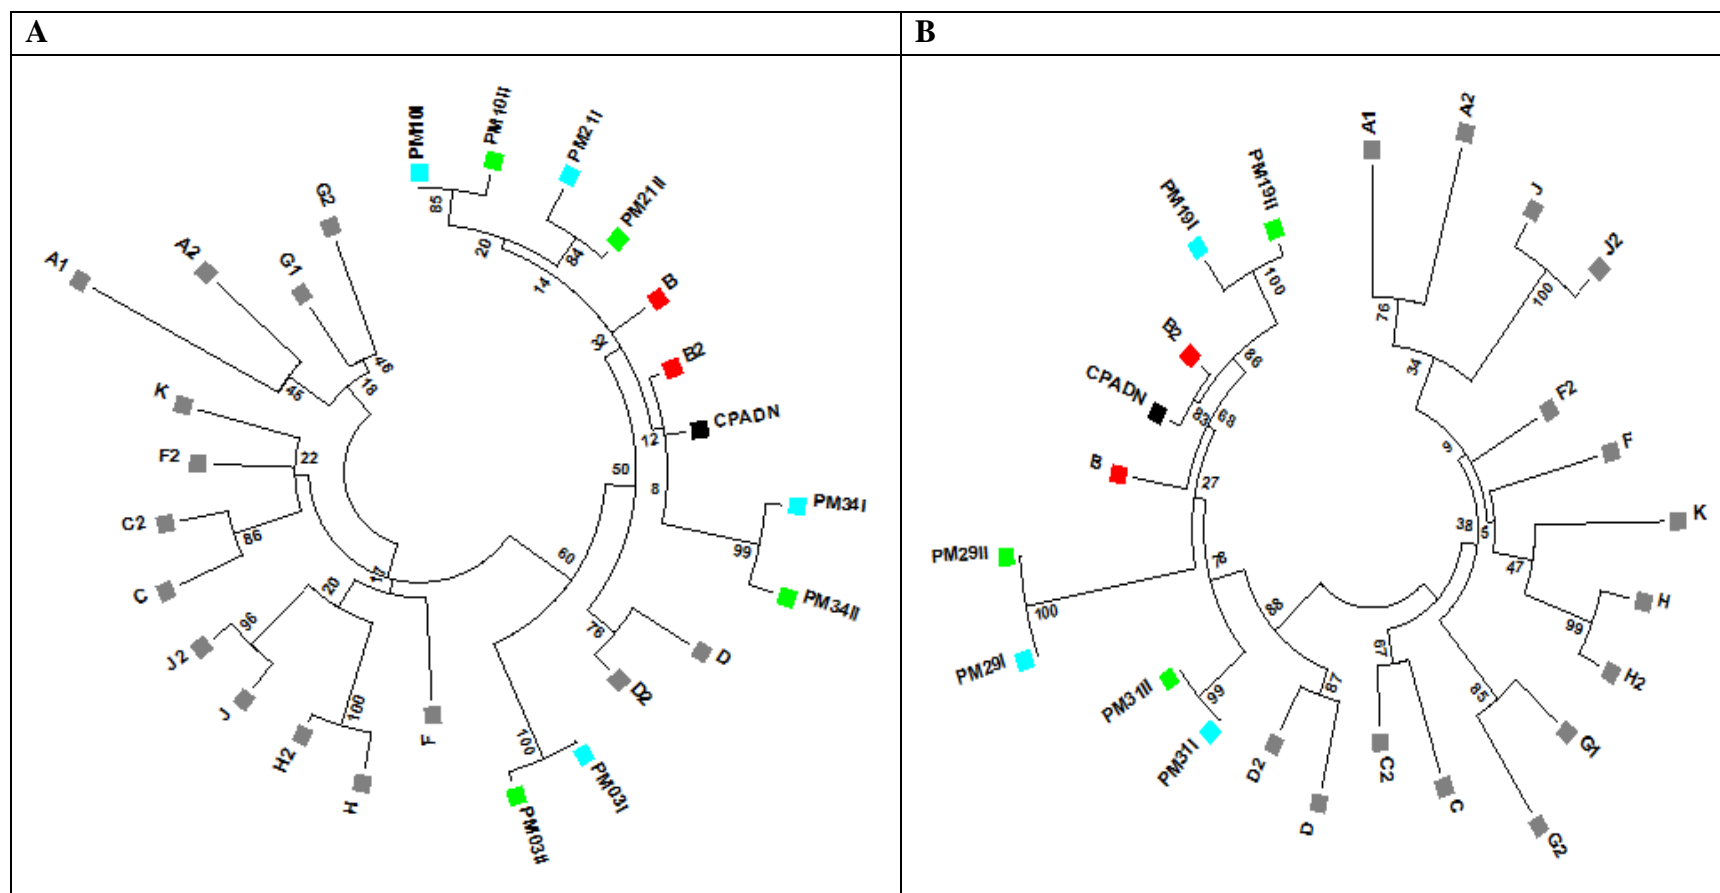 A
B
PM10I
PM10II
PM21I
PM21II
85
20
84
14
B
32
B2
CPADN
12
50
8
PM34I
99
PM34II
60
76
D
D2
100
PM03I
PM03II
G2
A2
G1
A1
46
18
45
K
F2
22
C2
86
C
17
20
96
J2
J
100
H2
H
F
A1
A2
J
J2
PM19II
PM19I
100
76
100
34
B2
86
CPADN
83
68
B
27
F2
9
F
K
38
5
47
H
99
H2
PM29II
100
PM29I
76
88
PM31II
99
PM31I
87
D2
D
67
C2
C
85
G1
G2